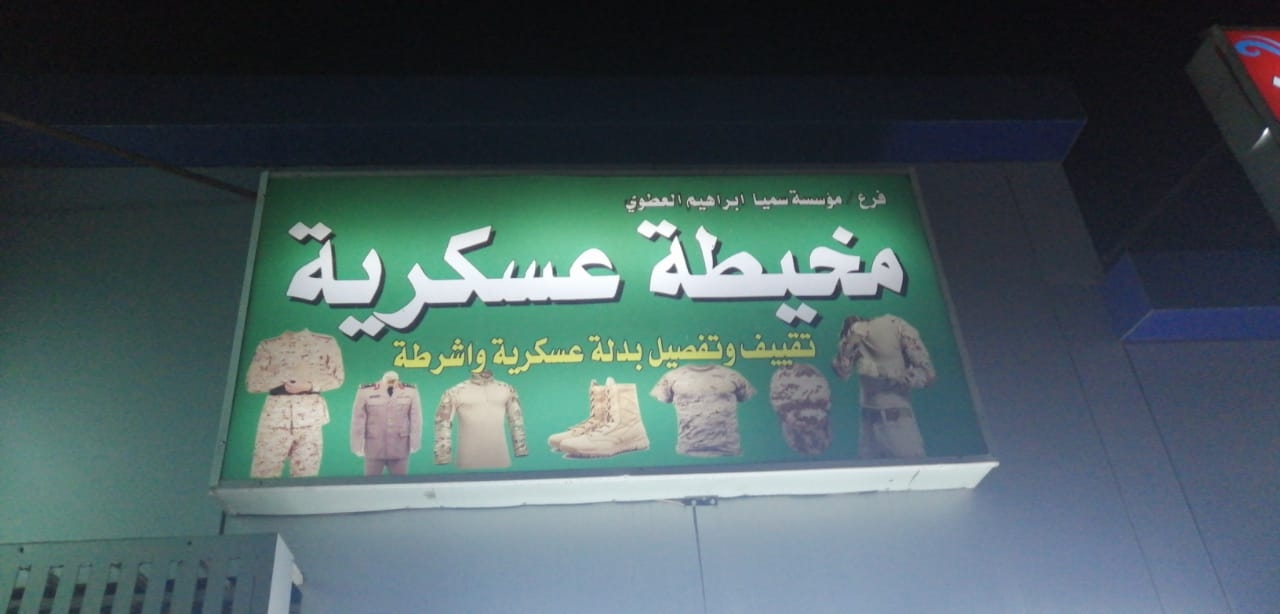 فرع / مؤسسة سميا ابراهيم العطوي
مخيطة عسكرية
تقييف وتفصيل بدلة عسكرية واشرطة